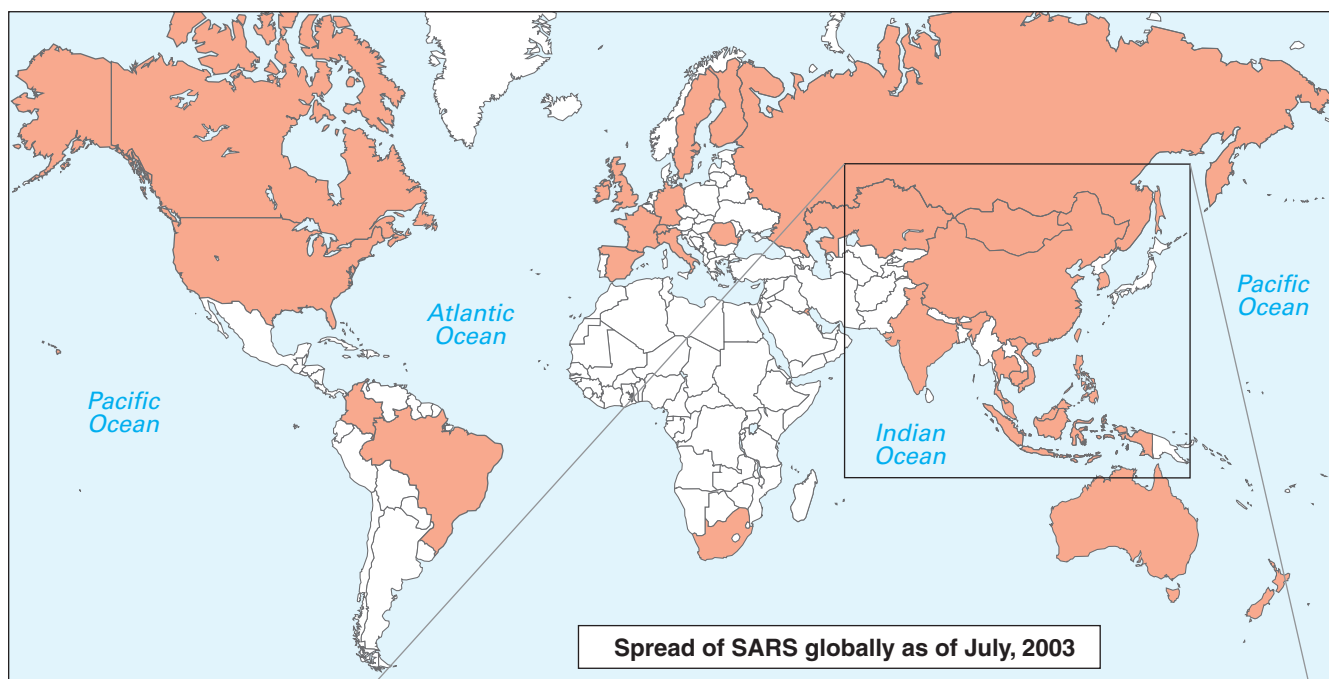 Atlantic
Ocean
Pacific
Ocean
Pacific
Ocean
Indian
Ocean
Spread of SARS globally as of July, 2003